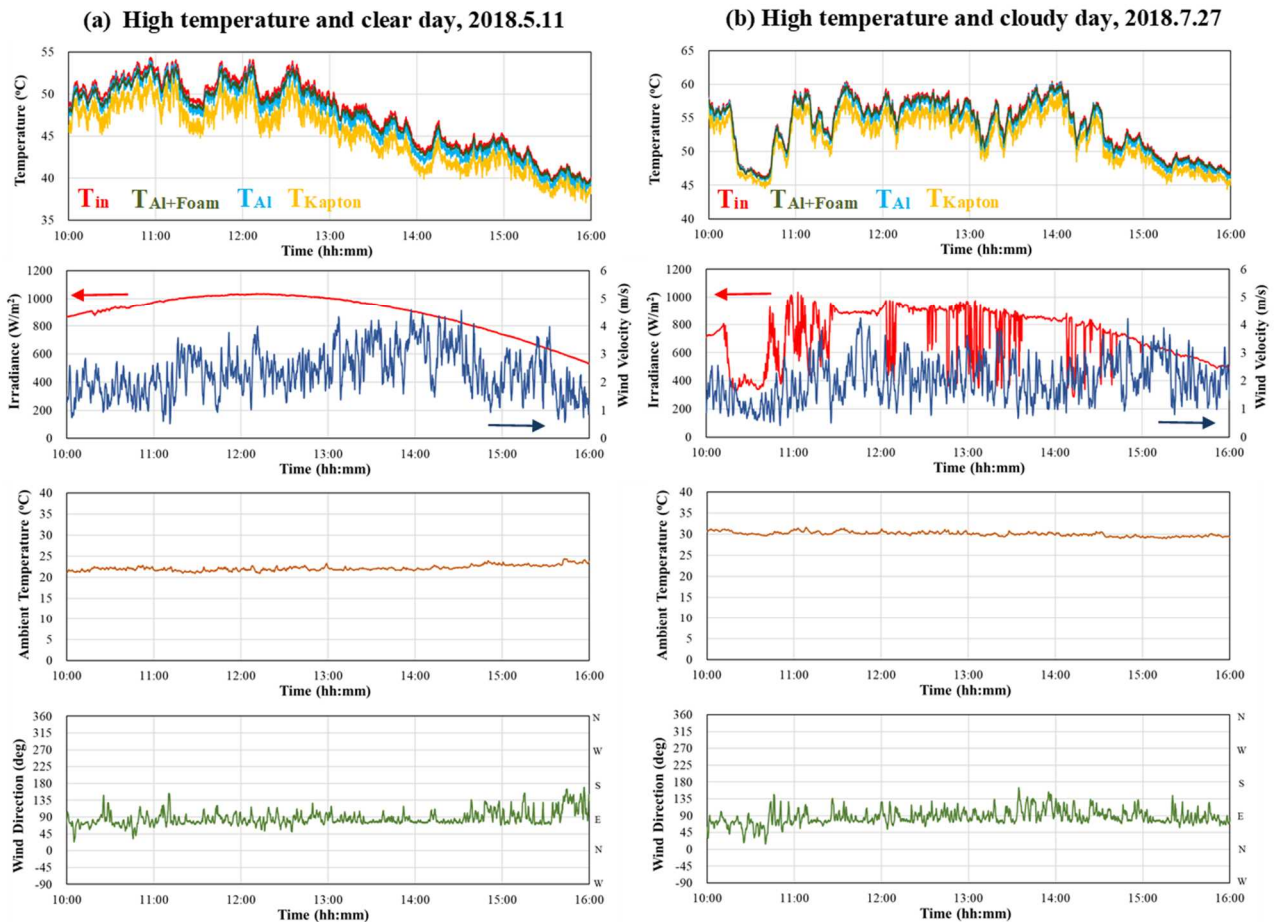 (a) High temperature and clear day, 2018.5.11
Temperature (°C)
55
50
45
40
35
Tin TAl+Foam TAl TKapton
10:00 11:00 12:00 13:00 14:00 15:00 16:00
Time (hh:mm)
Irradiance (W/m²)
1200
1000
800
600
400
200
0
6
5
4
3
2
1
0
Wind Velocity (m/s)
10:00 11:00 12:00 13:00 14:00 15:00 16:00
Time (hh:mm)
Ambient Temperature (°C)
40
35
30
25
20
15
10
5
0
10:00 11:00 12:00 13:00 14:00 15:00 16:00
Time (hh:mm)
Wind Direction (deg)
360
315
270
225
180
135
90
45
0
-45
-90
N
W
S
E
N
W
10:00 11:00 12:00 13:00 14:00 15:00 16:00
Time (hh:mm)
(b) High temperature and cloudy day, 2018.7.27
Temperature (°C)
65
60
55
50
45
40
Tin TAl+Foam TAl TKapton
10:00 11:00 12:00 13:00 14:00 15:00 16:00
Time (hh:mm)
Irradiance (W/m²)
1200
1000
800
600
400
200
0
6
5
4
3
2
1
0
Wind Velocity (m/s)
10:00 11:00 12:00 13:00 14:00 15:00 16:00
Time (hh:mm)
Ambient Temperature (°C)
40
35
30
25
20
15
10
5
0
10:00 11:00 12:00 13:00 14:00 15:00 16:00
Time (hh:mm)
Wind Direction (deg)
360
315
270
225
180
135
90
45
0
-45
-90
N
W
S
E
N
W
10:00 11:00 12:00 13:00 14:00 15:00 16:00
Time (hh:mm)